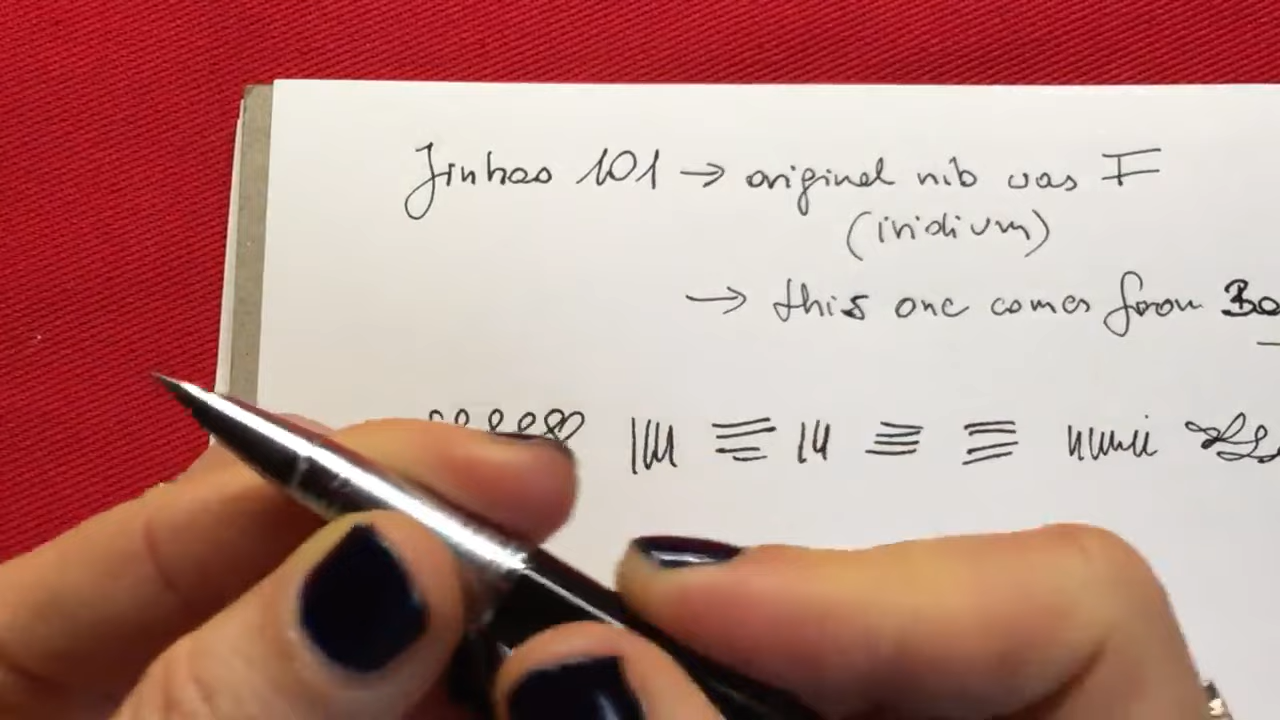 Jinhao 101 → original nib was F
(iridium)
→ this one comes from